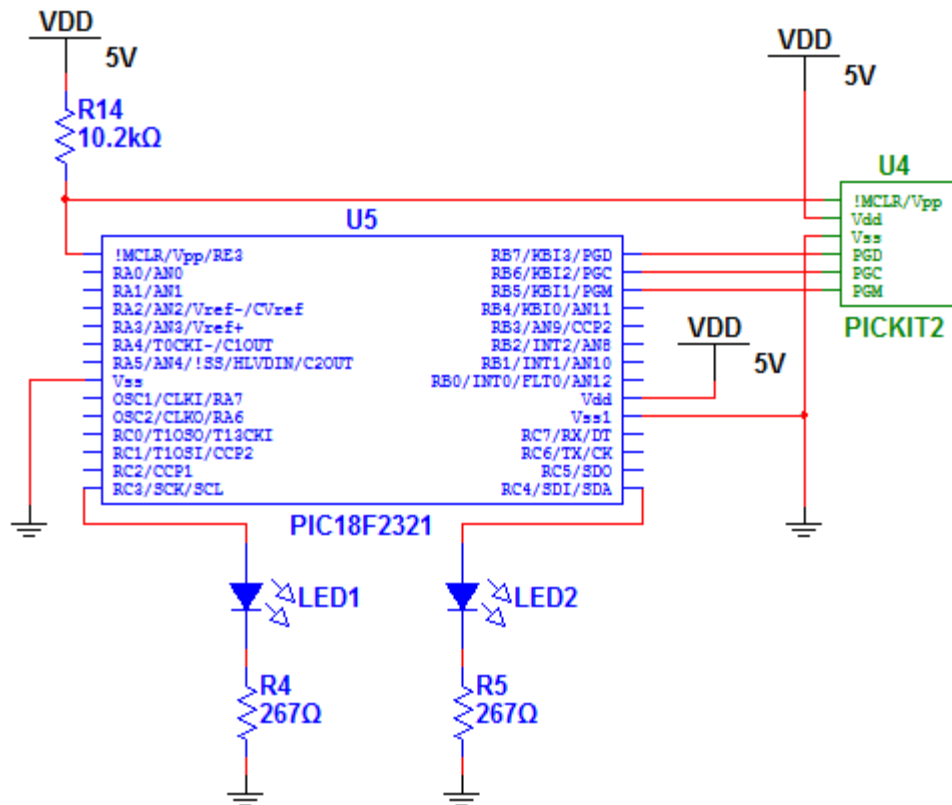 VDD
5V
R14
10.2kΩ
VDD
5V
U4
!MCLR/Vpp
Vdd
Vss
PGD
PGC
PGM
PICKIT2
U5
!MCLR/Vpp/RE3
RA0/AN0
RA1/AN1
RA2/AN2/Vref-/CVref
RA3/AN3/Vref+
RA4/T0CKI-/C1OUT
RA5/AN4/!SS/HLVDIN/C2OUT
Vss
OSC1/CLKI/RA7
OSC2/CLKO/RA6
RC0/T1OSO/T13CKI
RC1/T1OSI/CCP2
RC2/CCP1
RC3/SCK/SCL
RB7/KBI3/PGD
RB6/KBI2/PGC
RB5/KBI1/PGM
RB4/KBI0/AN11
RB3/AN9/CCP2
RB2/INT2/AN8
RB1/INT1/AN10
RB0/INT0/FLT0/AN12
Vdd
Vss1
RC7/RX/DT
RC6/TX/CK
RC5/SDO
RC4/SDI/SDA
VDD
5V
PIC18F2321
LED1
LED2
R4
267Ω
R5
267Ω